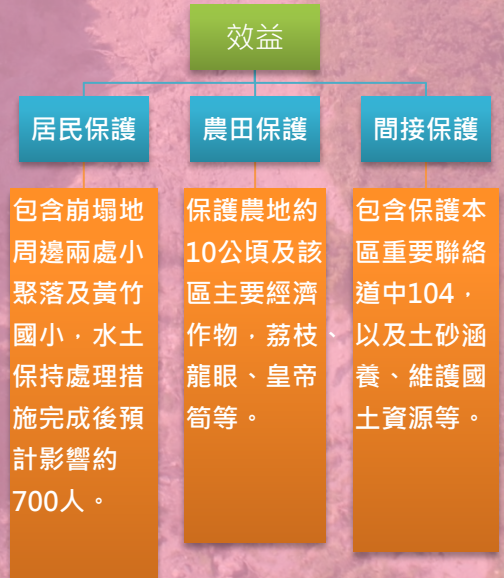 效益
居民保護
農田保護
間接保護
包含崩塌地
周邊兩處小
聚落及黃竹
國小，水土
保持處理措
施完成後預
計影響約
700人。
保護農地約
10公頃及該
區主要經濟
作物，荔枝、
龍眼、皇帝
筍等。
包含保護本
區重要聯絡
道中104，
以及土砂涵
養、維護國
土資源等。